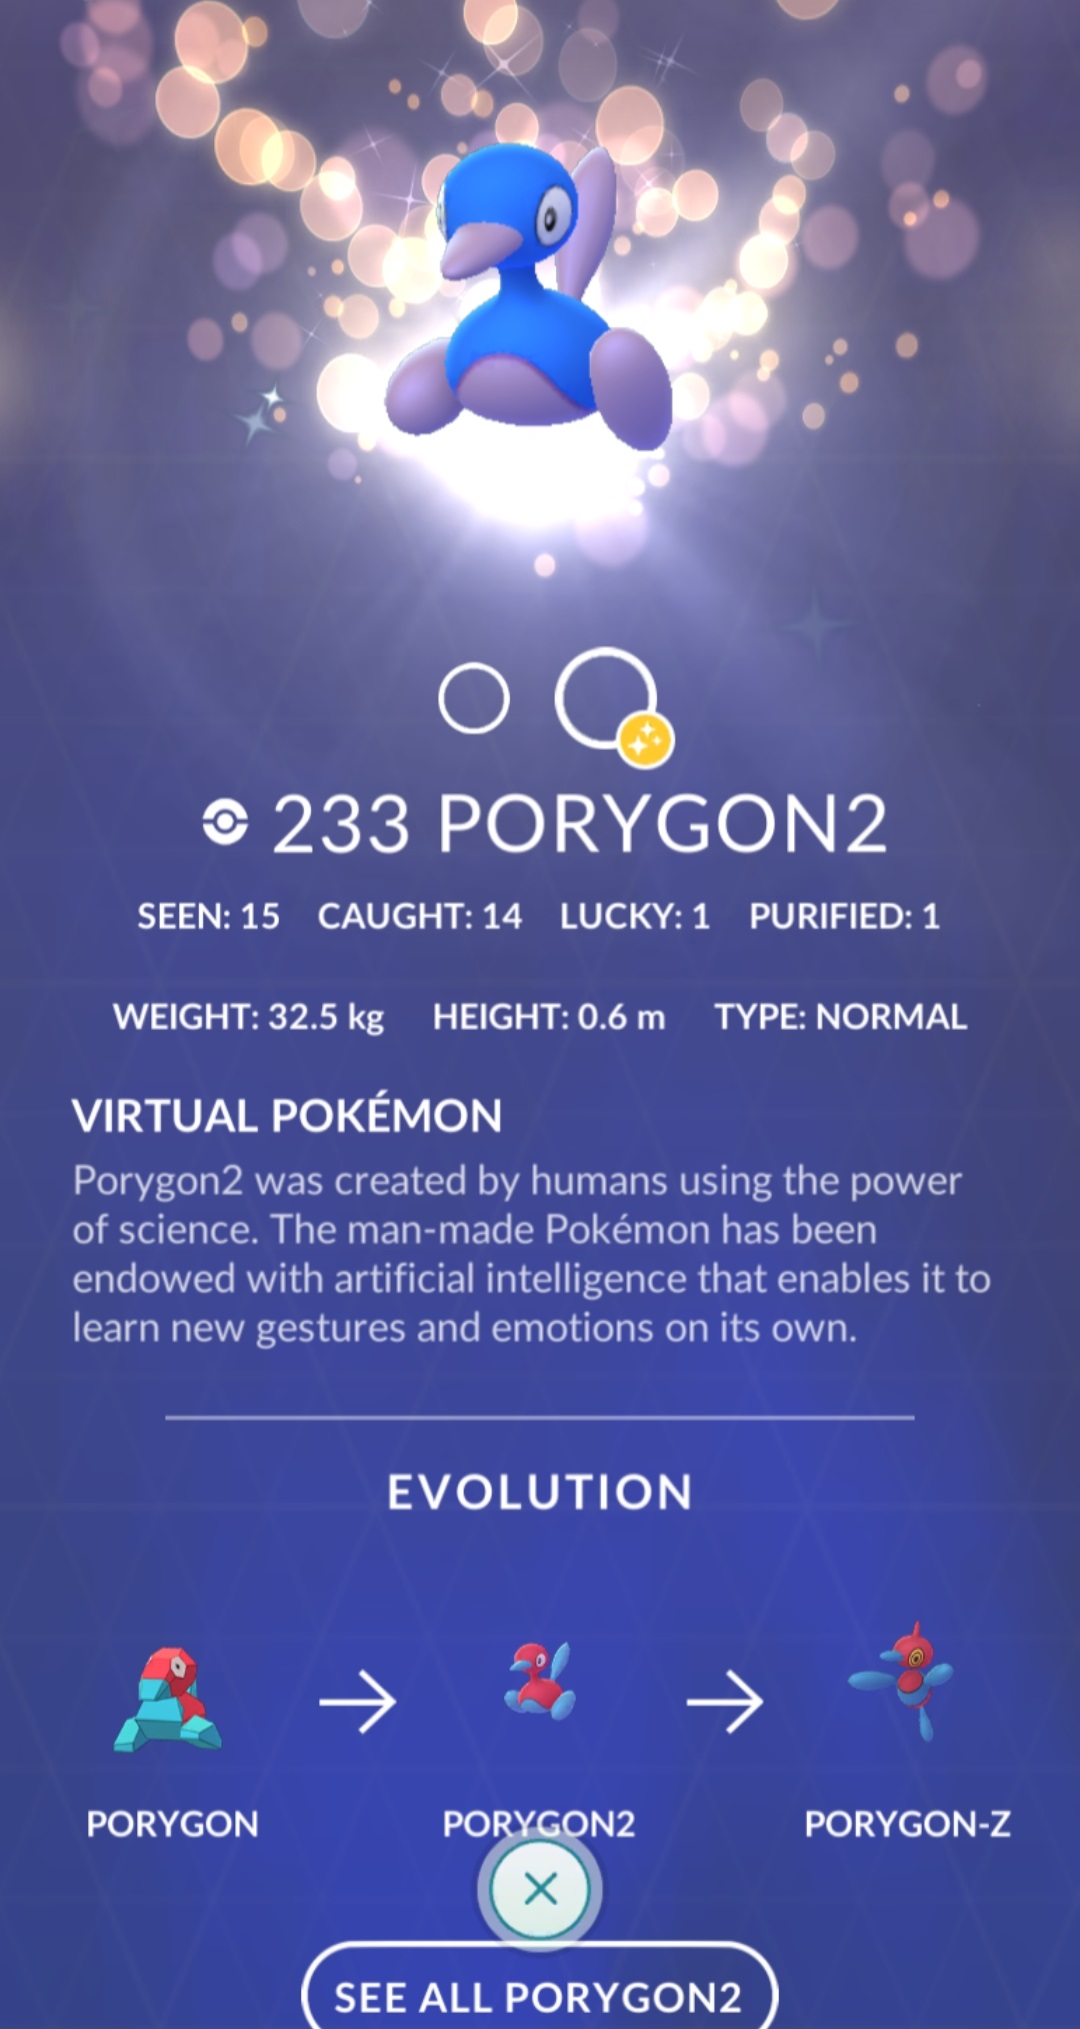 233 PORYGON2
SEEN: 15 CAUGHT: 14 LUCKY: 1 PURIFIED: 1
WEIGHT: 32.5 kg HEIGHT: 0.6 m TYPE: NORMAL
VIRTUAL POKÉMON
Porygon2 was created by humans using the power
of science. The man-made Pokémon has been
endowed with artificial intelligence that enables it to
learn new gestures and emotions on its own.
EVOLUTION
PORYGON PORYGON2 PORYGON-Z
SEE ALL PORYGON2